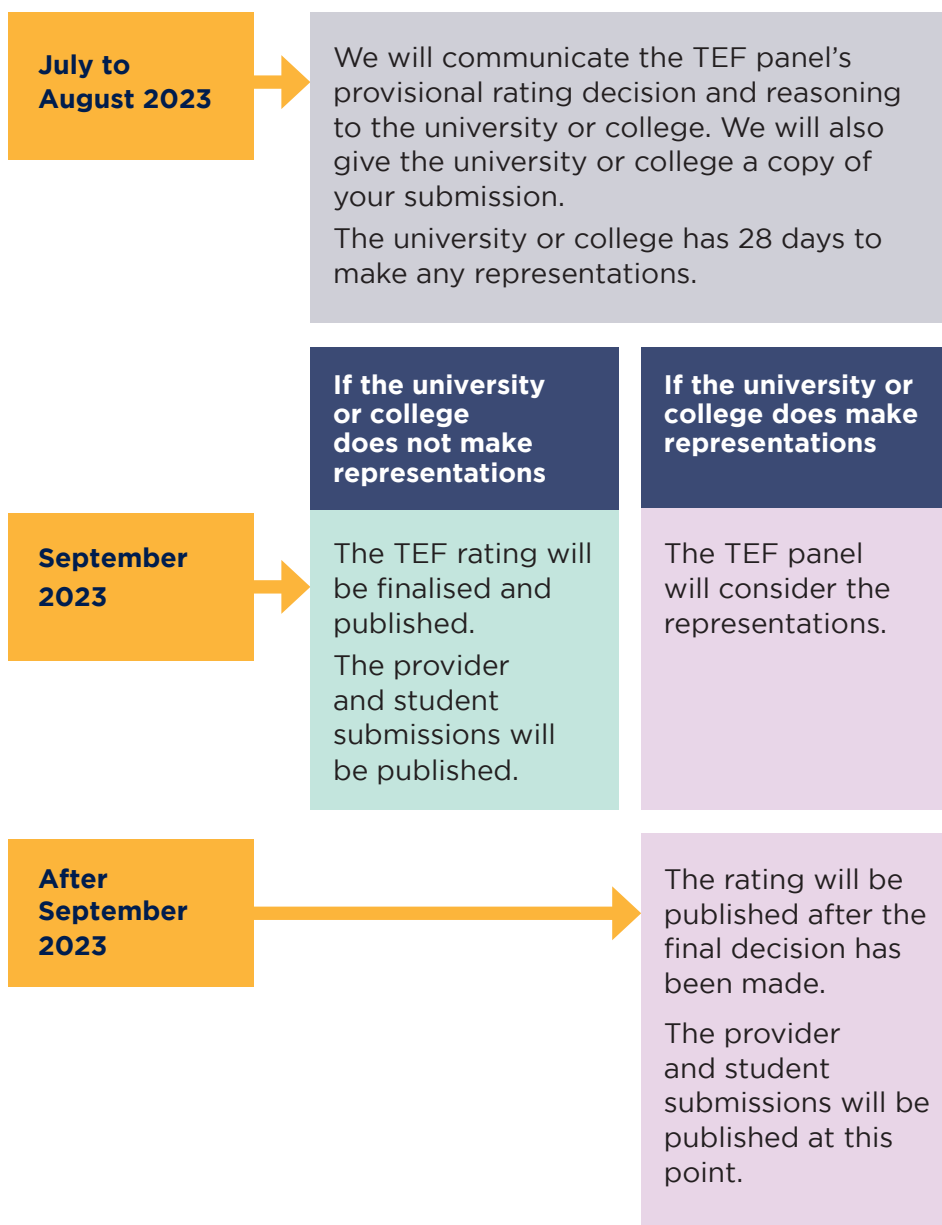 July to
August 2023
We will communicate the TEF panel's
provisional rating decision and reasoning
to the university or college. We will also
give the university or college a copy of
your submission.
The university or college has 28 days to
make any representations.
If the university
or college
does not make
representations
If the university or
college does make
representations
September
2023
The TEF rating will
be finalised and
published.
The provider
and student
submissions will
be published.
The TEF panel
will consider the
representations.
After
September
2023
The rating will be
published after the
final decision has
been made.
The provider
and student
submissions will be
published at this
point.